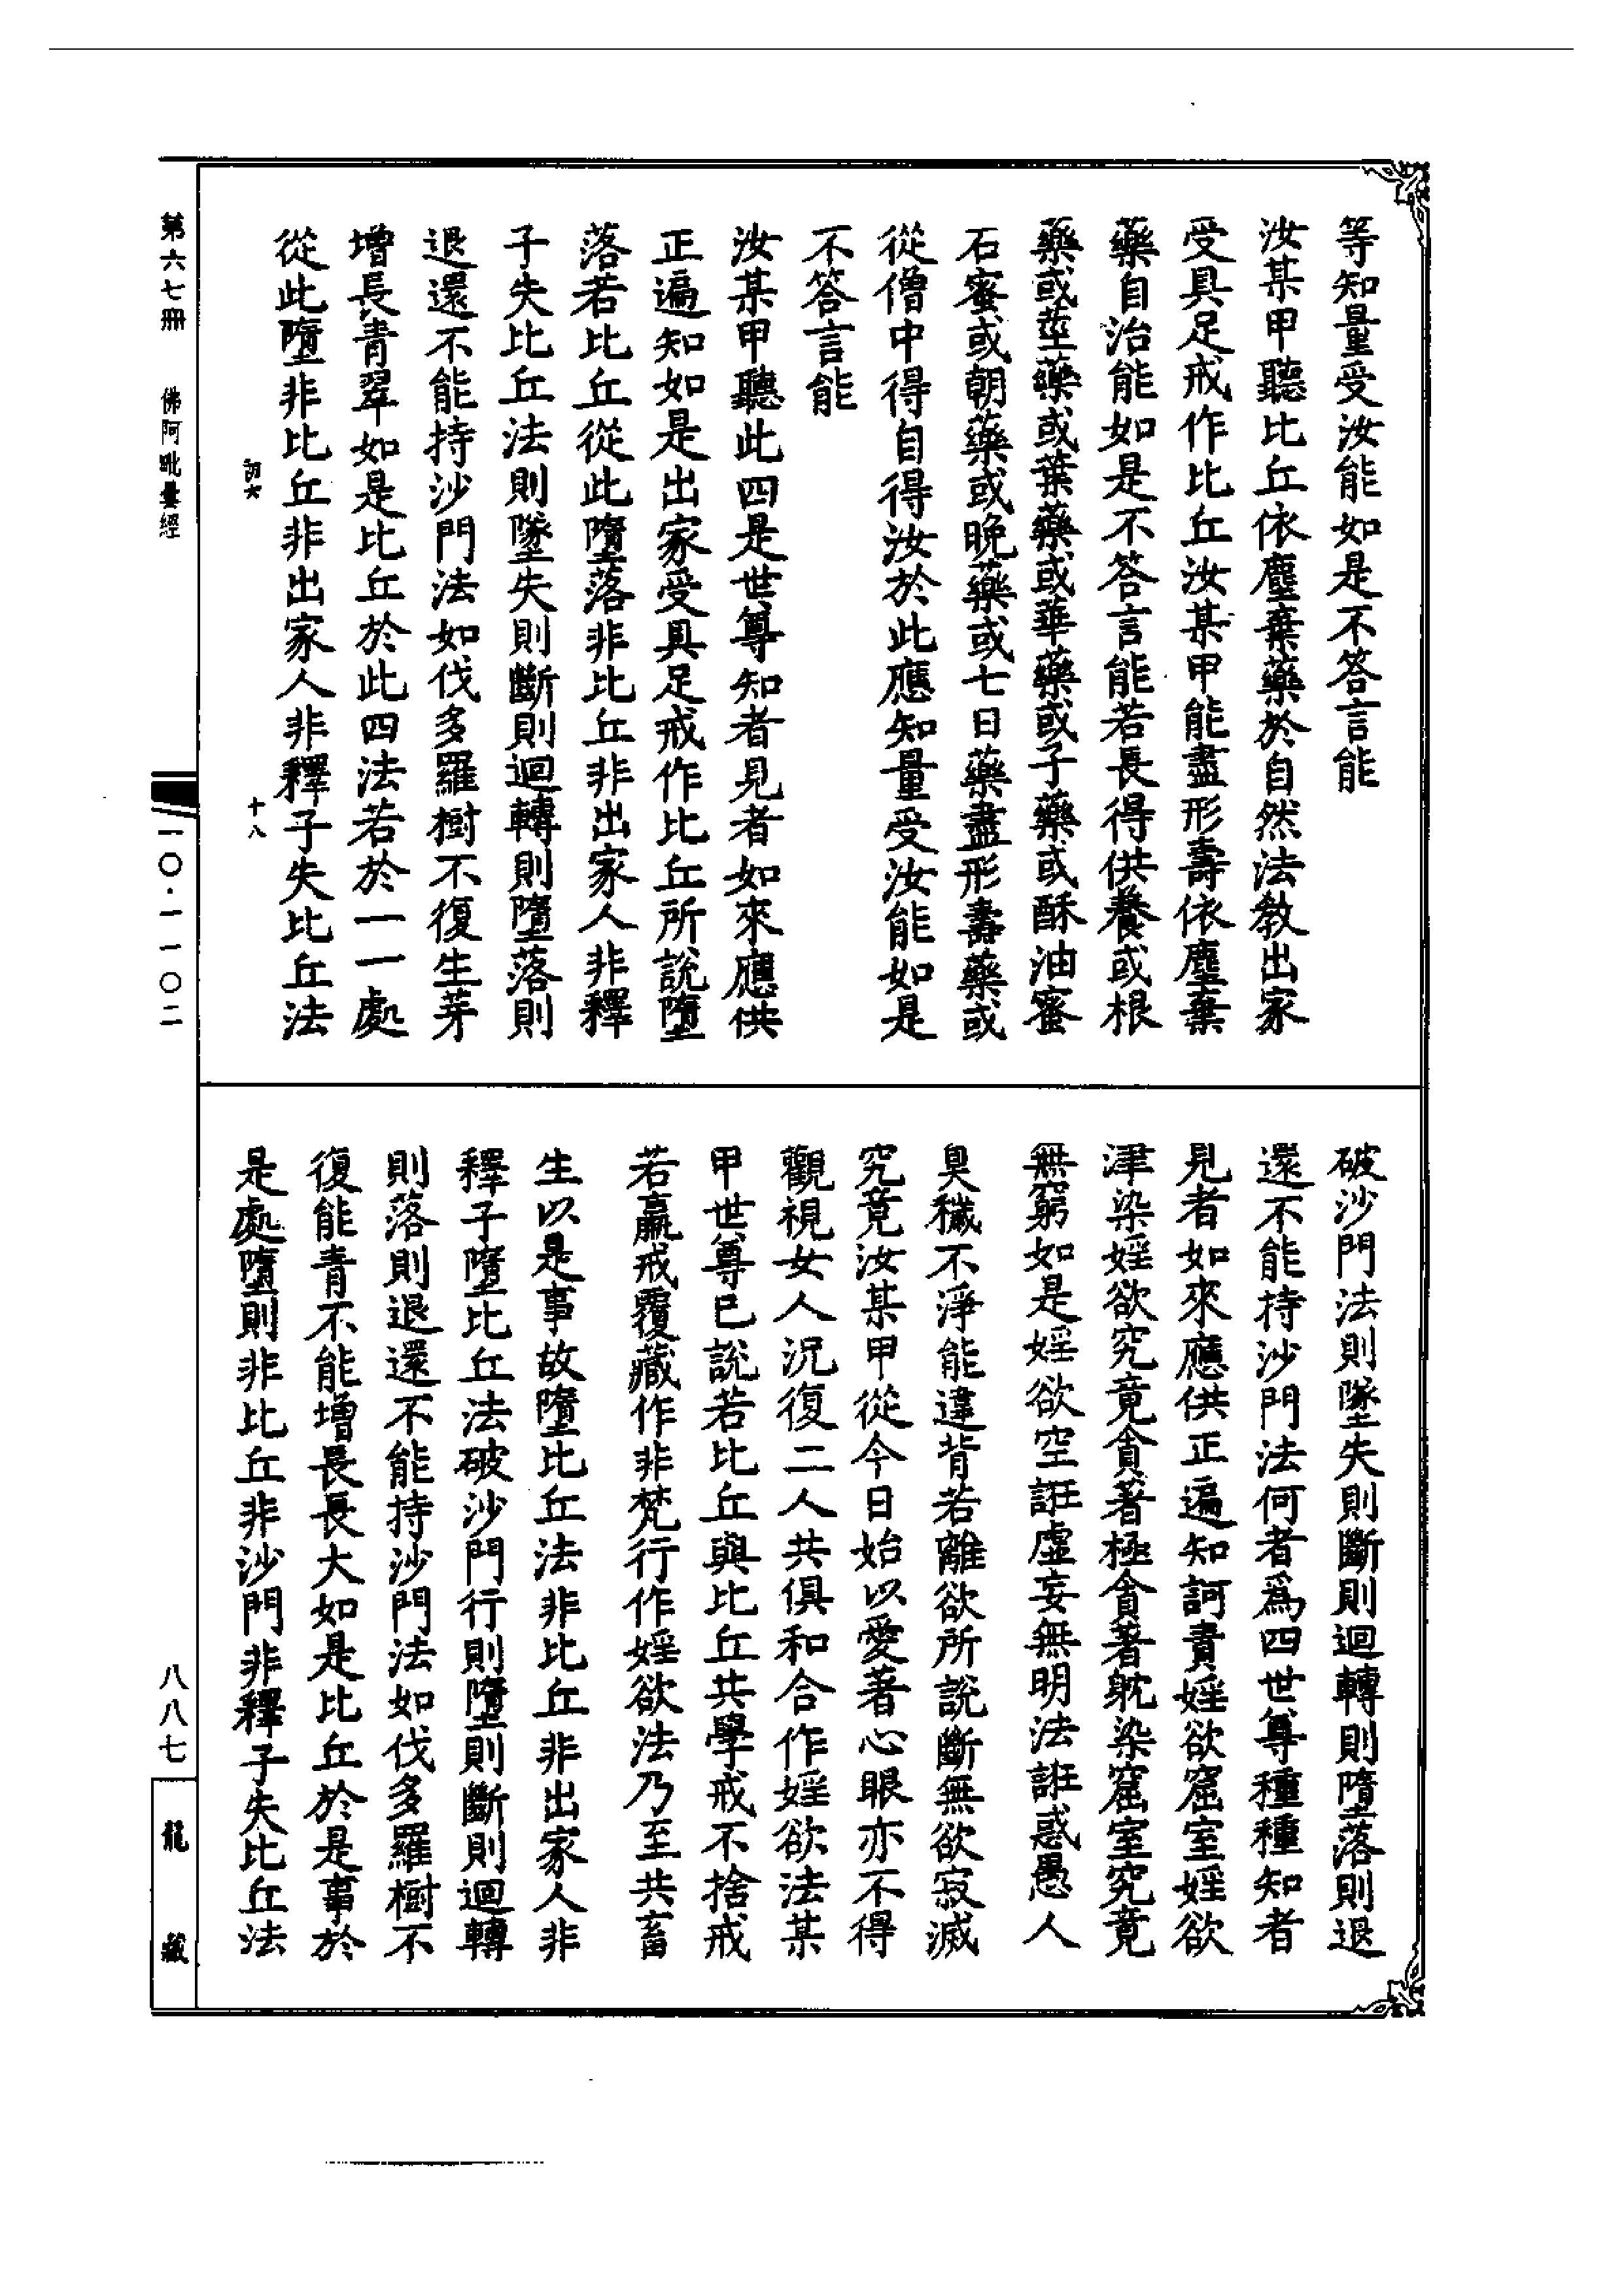 等知量受汝能如是不答言能
汝某甲聽比丘依塵棄藥於自然法教出家
受具足戒作比丘汝某甲能盡形壽依塵棄
藥自治能如是不答言能若長得供養或根
藥或莖藥或葉藥或華藥或子藥或酥油蜜
石蜜或朝藥或晚藥或七日藥盡形壽藥或
從僧中得自得汝於此應知量受汝能如是
不答言能
汝某甲聽此四是世尊知者見者如來應供
正遍知如是出家受具足戒作比丘所說墮
落若比丘從此墮落非比丘非出家人非釋
子失比丘法則墜失則斷則迴轉則墮落則
退還不能持沙門法如伐多羅樹不復生芽
增長青翠如是比丘於此四法若於一一處
從此墮非比丘非出家人非釋子失比丘法
初六
十八
破沙門法則墜失則斷則迴轉則墮落則退
還不能持沙門法何者為四世尊種種知者
見者如來應供正遍知訶責婬欲窟室婬欲
津染婬欲究竟貪著極貪著躭染窟室究竟
無窮如是婬欲空誑虛妄無明法誑惑愚人
臭穢不淨能違背若離欲所說斷無欲寂滅
究竟汝某甲從今日始以愛著心眼亦不得
觀視女人況復二人共俱和合作婬欲法某
甲世尊已說若比丘與比丘共學戒不捨戒
若羸戒覆藏作非梵行作婬欲法乃至共畜
生以是事故墮比丘法非比丘非出家人非
釋子墮比丘法破沙門行則墮則斷則迴轉
則落則退還不能持沙門法如伐多羅樹不
復能青不能增長長大如是比丘於是事於
是處墮則非比丘非沙門非釋子失比丘法
第六七冊 佛阿毗曇經
一〇·一一〇二
八八七
龍藏